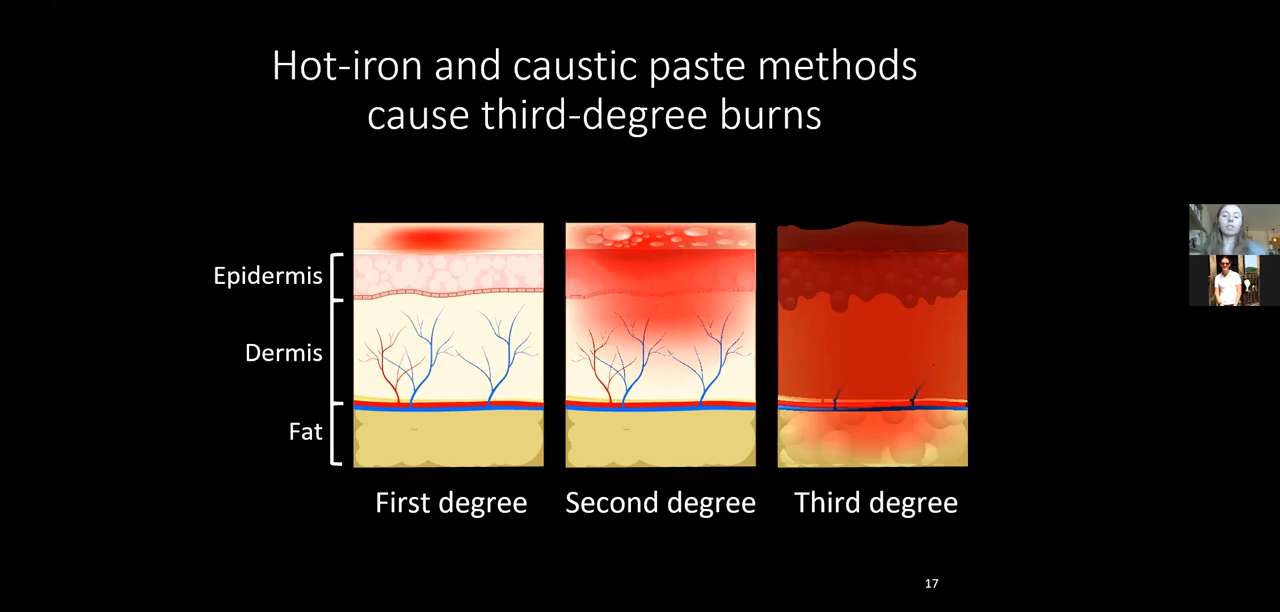 Hot-iron and caustic paste methods
cause third-degree burns
Epidermis
Dermis
Fat
First degree
Second degree
Third degree
17